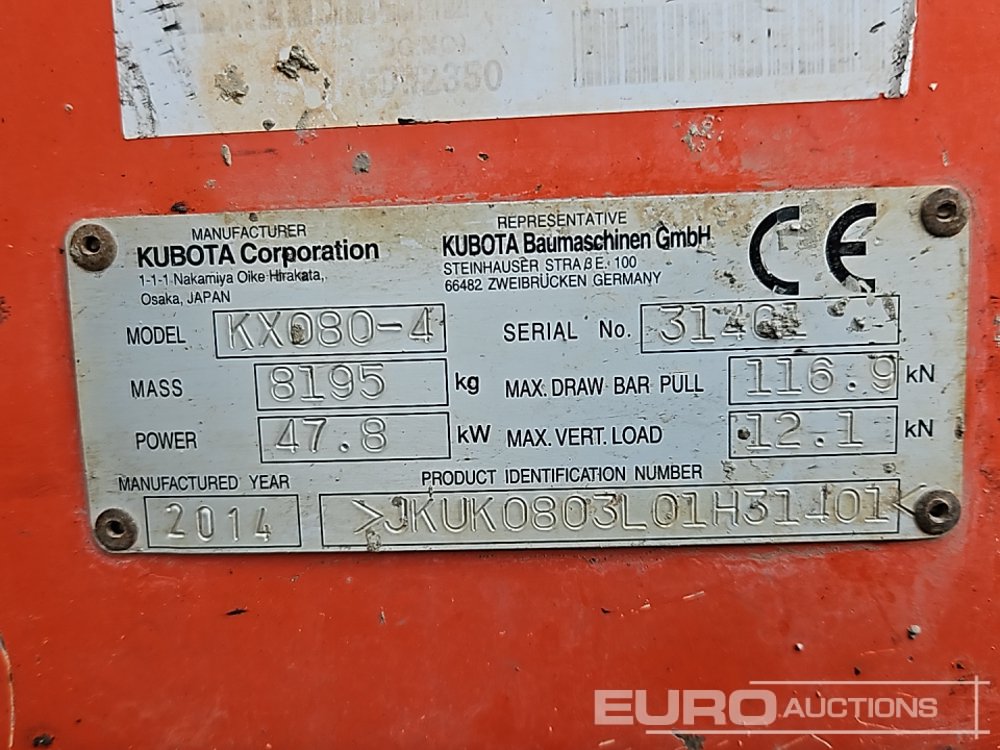 MANUFACTURER
KUBOTA Corporation
1-1-1 Nakamiya Oike Hirakata,
Osaka, JAPAN
REPRESENTATIVE
KUBOTA Baumaschinen GmbH
STEINHAUSER STRAßE. 100
66482 ZWEIBRÜCKEN GERMANY
CE
MODEL KX080-4
SERIAL No. 31401
MASS 8195 kg
MAX. DRAW BAR PULL 116.9 kN
POWER 47.8 kW
MAX. VERT. LOAD 12.1 kN
MANUFACTURED YEAR
2014
PRODUCT IDENTIFICATION NUMBER
>JKUK0803L01H31401<
EURO AUCTIONS